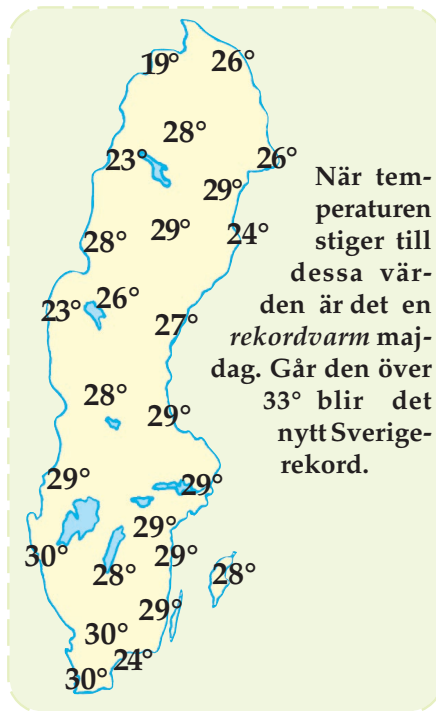 19° 26°
28°
23° 26°
29°
29° 24°
28°
26°
23° 27°
28°
29°
29° 29°
29°
30° 29°
28° 28°
29°
30°
24°
30°
När tem-
peraturen
stiger till
dessa vär-
den är det en
rekordvarm maj-
dag. Går den över
33° blir det
nytt Sverige-
rekord.